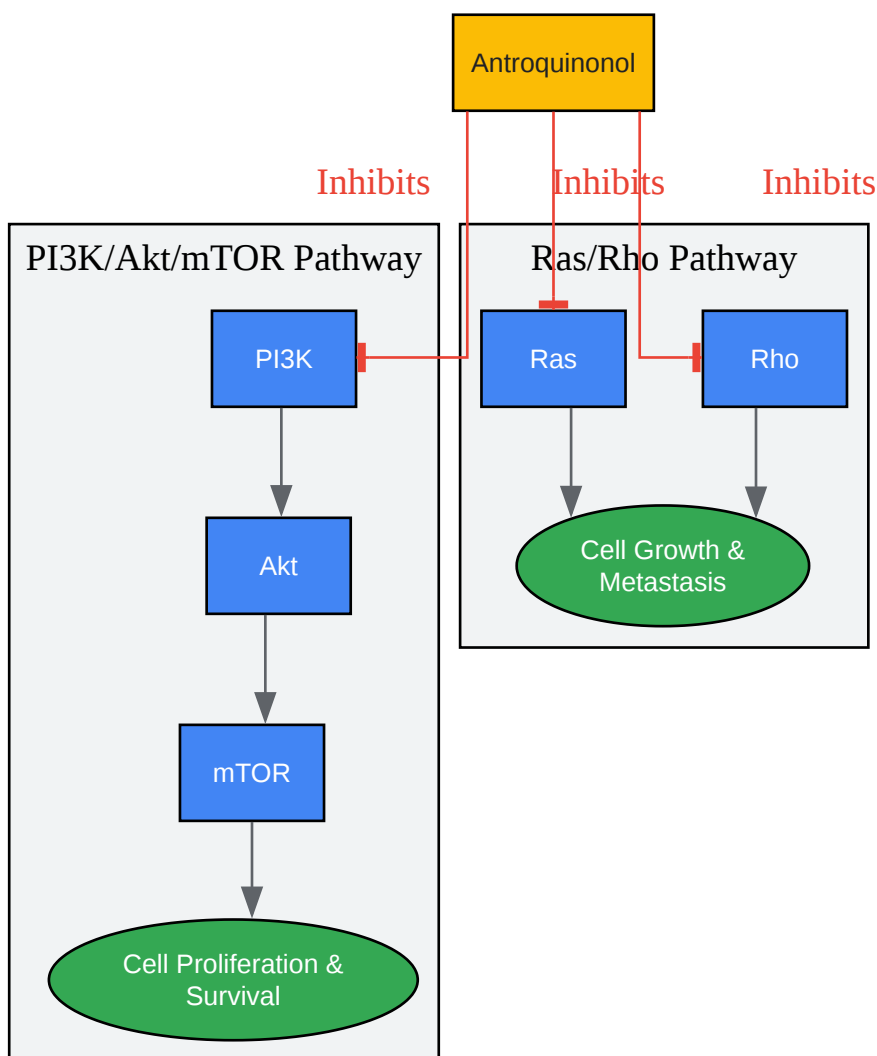 Antroquinonol
Inhibits
Inhibits
Inhibits
PI3K/Akt/mTOR Pathway
PI3K
Akt
mTOR
Cell Proliferation &
Survival
Ras/Rho Pathway
Ras
Rho
Cell Growth &
Metastasis